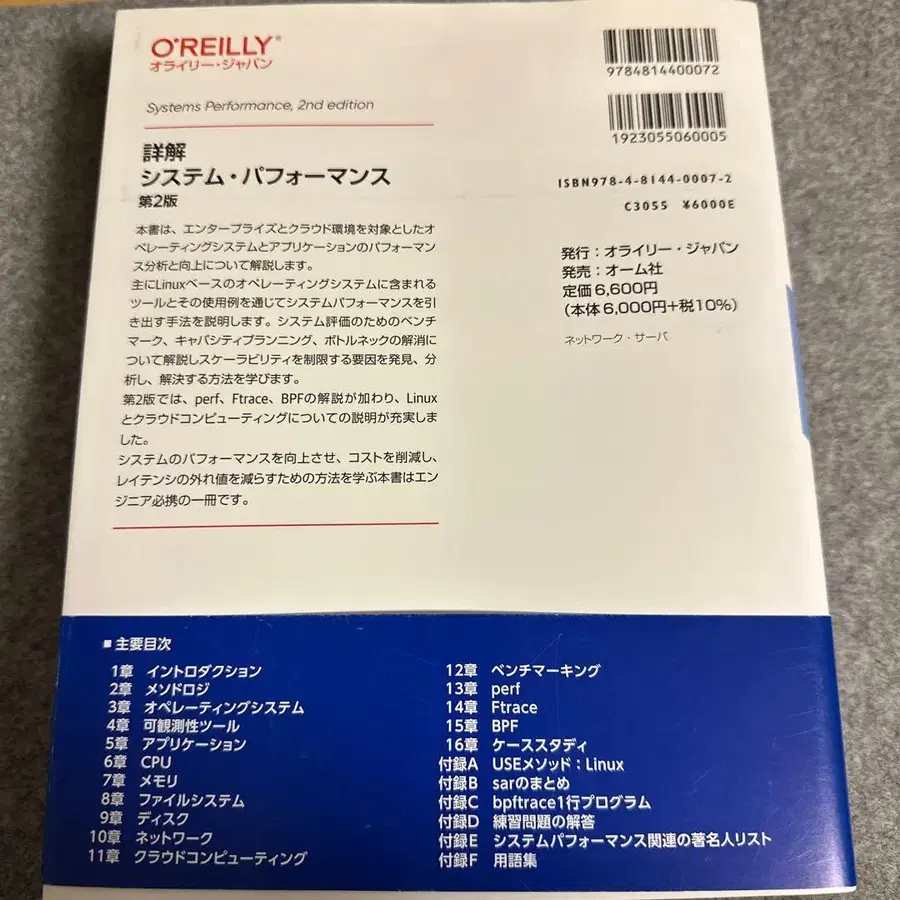 O'REILLY®
オライリー・ジャパン
Systems Performance, 2nd edition
詳解
システム・パフォーマンス
第2版
本書は、エンタープライズとクラウド環境を対象としたオ
ペレーティングシステムとアプリケーションのパフォーマン
ス分析と向上について解説します。
主にLinuxベースのオペレーティングシステムに含まれる
ツールとその使用例を通じてシステムパフォーマンスを引
き出す手法を説明します。システム評価のためのベンチ
マーク、キャパシティプランニング、ボトルネックの解消に
ついて解説しスケーラビリティを制限する要因を発見、分
析し、解決する方法を学びます。
第2版では、perf、Ftrace、BPFの解説が加わり、Linux
とクラウドコンピューティングについての説明が充実しま
した。
システムのパフォーマンスを向上させ、コストを削減し、
レイテンシの外れ値を減らすための方法を学ぶ本書はエン
ジニア必携の一冊です。
9784814400072
1923055060005
ISBN978-4-8144-0007-2
C3055 ¥6000E
発行：オライリー・ジャパン
発売：オーム社
定価6,600円
（本体6,000円+税10%）
ネットワーク・サーバ
■ 主要目次
1章 イントロダクション
2章 メソドロジ
3章 オペレーティングシステム
4章 可観測性ツール
5章 アプリケーション
6章 CPU
7章 メモリ
8章 ファイルシステム
9章 ディスク
10章 ネットワーク
11章 クラウドコンピューティング
12章 ベンチマーキング
13章 perf
14章 Ftrace
15章 BPF
16章 ケーススタディ
付録A USEメソッド：Linux
付録B sarのまとめ
付録C bpftrace1行プログラム
付録D 練習問題の解答
付録E システムパフォーマンス関連の著名人リスト
付録F 用語集